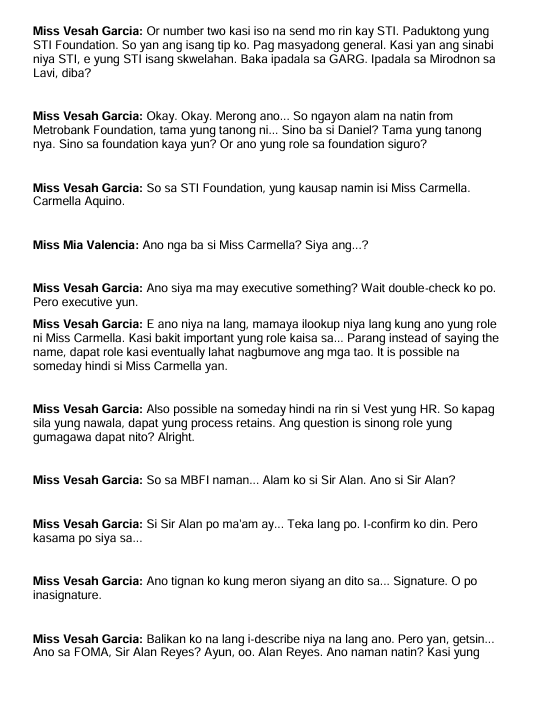 Miss Vesah Garcia: Or number two kasi iso na send mo rin kay STI. Paduktong yung
STI Foundation. So yan ang isang tip ko. Pag masyadong general. Kasi yan ang sinabi
niya STI, e yung STI isang skwelahan. Baka ipadala sa GARG. Ipadala sa Mirodnon sa
Lavi, diba?
Miss Vesah Garcia: Okay. Okay. Merong ano... So ngayon alam na natin from
Metrobank Foundation, tama yung tanong ni... Sino ba si Daniel? Tama yung tanong
nya. Sino sa foundation kaya yun? Or ano yung role sa foundation siguro?
Miss Vesah Garcia: So sa STI Foundation, yung kausap namin isi Miss Carmella.
Carmella Aquino.
Miss Mia Valencia: Ano nga ba si Miss Carmella? Siya ang...?
Miss Vesah Garcia: Ano siya ma may executive something? Wait double-check ko po.
Pero executive yun.
Miss Vesah Garcia: E ano niya na lang, mamaya ilookup niya lang kung ano yung role
ni Miss Carmella. Kasi bakit important yung role kaisa sa... Parang instead of saying the
name, dapat role kasi eventually lahat nagbumove ang mga tao. It is possible na
someday hindi si Miss Carmella yan.
Miss Vesah Garcia: Also possible na someday hindi na rin si Vest yung HR. So kapag
sila yung nawala, dapat yung process retains. Ang question is sinong role yung
gumagawa dapat nito? Alright.
Miss Vesah Garcia: So sa MBFI naman... Alam ko si Sir Alan. Ano si Sir Alan?
Miss Vesah Garcia: Si Sir Alan po ma'am ay... Teka lang po. I-confirm ko din. Pero
kasama po siya sa...
Miss Vesah Garcia: Ano tignan ko kung meron siyang an dito sa... Signature. O po
inasignature.
Miss Vesah Garcia: Balikan ko na lang i-describe niya na lang ano. Pero yan, getsin...
Ano sa FOMA, Sir Alan Reyes? Ayun, oo. Alan Reyes. Ano naman natin? Kasi yung